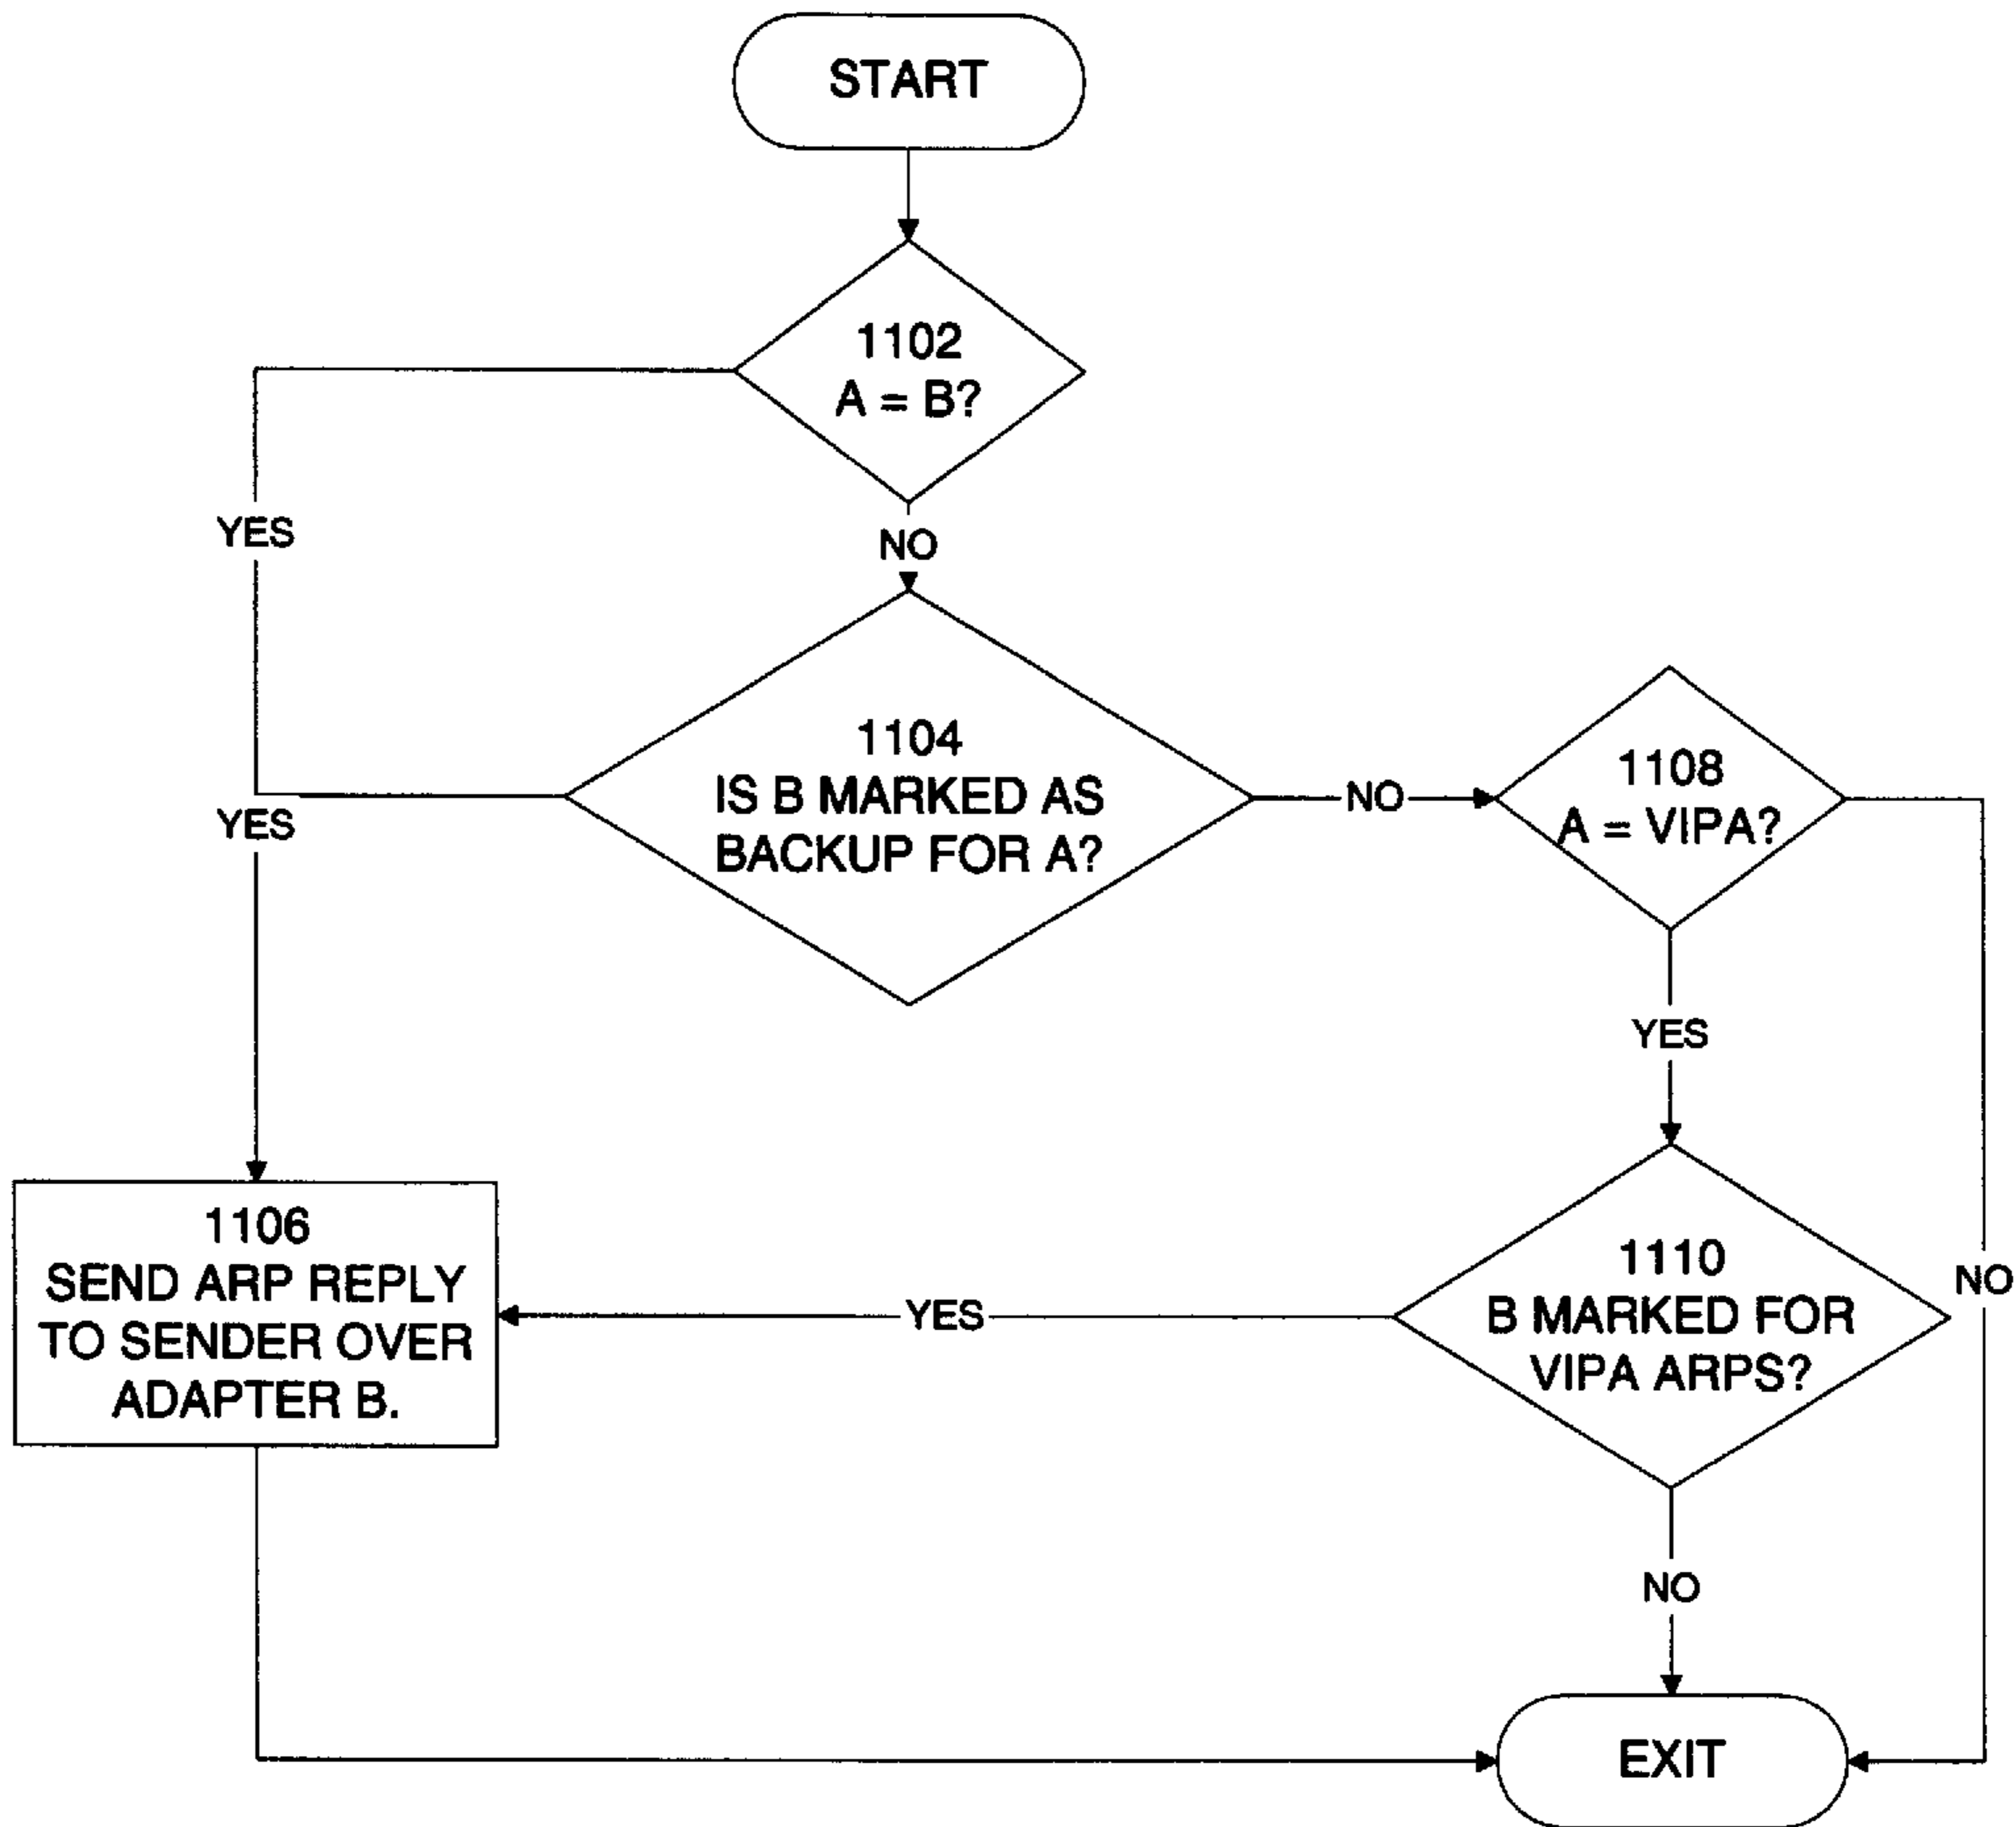 START
1102
A = B?
YES
NO
1104
IS B MARKED AS
BACKUP FOR A?
YES
NO
1108
A = VIPA?
YES
NO
1106
SEND ARP REPLY
TO SENDER OVER
ADAPTER B.
YES
1110
B MARKED FOR
VIPA ARPS?
NO
EXIT